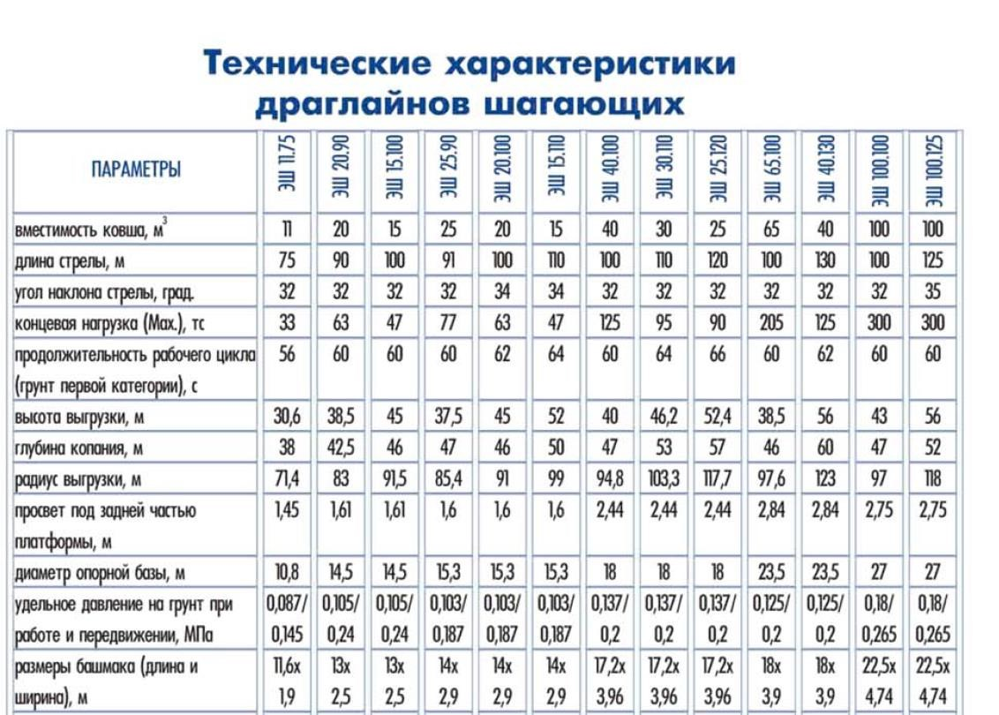 Технические характеристики
драглайнов шагающих
ПАРАМЕТРЫ ЭШ 11.75 ЭШ 20.90 ЭШ 15.100 ЭШ 25.90 ЭШ 20.100 ЭШ 15.110 ЭШ 40.100 ЭШ 30.110 ЭШ 25.120 ЭШ 65.100 ЭШ 40.130 ЭШ 100.100 ЭШ 100.125
вместимость ковша, м³ 11 20 15 25 20 15 40 30 25 65 40 100 100
длина стрелы, м 75 90 100 91 100 110 100 110 120 100 130 100 125
угол наклона стрелы, град. 32 32 32 32 34 34 32 32 32 32 32 32 35
концевая нагрузка (Мах.), тс 33 63 47 77 63 47 125 95 90 205 125 300 300
продолжительность рабочего цикла 56 60 60 60 62 64 60 64 66 60 62 60 60
(грунт первой категории), с
высота выгрузки, м 30,6 38,5 45 37,5 45 52 40 46,2 52,4 38,5 56 43 56
глубина копания, м 38 42,5 46 47 46 50 47 53 57 46 60 47 52
радиус выгрузки, м 71,4 83 91,5 85,4 91 99 94,8 103,3 117,7 97,6 123 97 118
просвет под задней частью 1,45 1,61 1,61 1,6 1,6 1,6 2,44 2,44 2,44 2,84 2,84 2,75 2,75
платформы, м
диаметр опорной базы, м 10,8 14,5 14,5 15,3 15,3 15,3 18 18 18 23,5 23,5 27 27
удельное давление на грунт при 0,087/ 0,105/ 0,105/ 0,103/ 0,103/ 0,103/ 0,137/ 0,137/ 0,137/ 0,125/ 0,125/ 0,18/ 0,18/
работе и передвижении, МПа 0,145 0,24 0,24 0,187 0,187 0,187 0,2 0,2 0,2 0,2 0,2 0,265 0,265
размеры башмака (длина и 11,6х 13х 13х 14х 14х 14х 17,2х 17,2х 17,2х 18х 18х 22,5х 22,5х
ширина), м 1,9 2,5 2,5 2,9 2,9 2,9 3,96 3,96 3,96 3,9 3,9 4,74 4,74